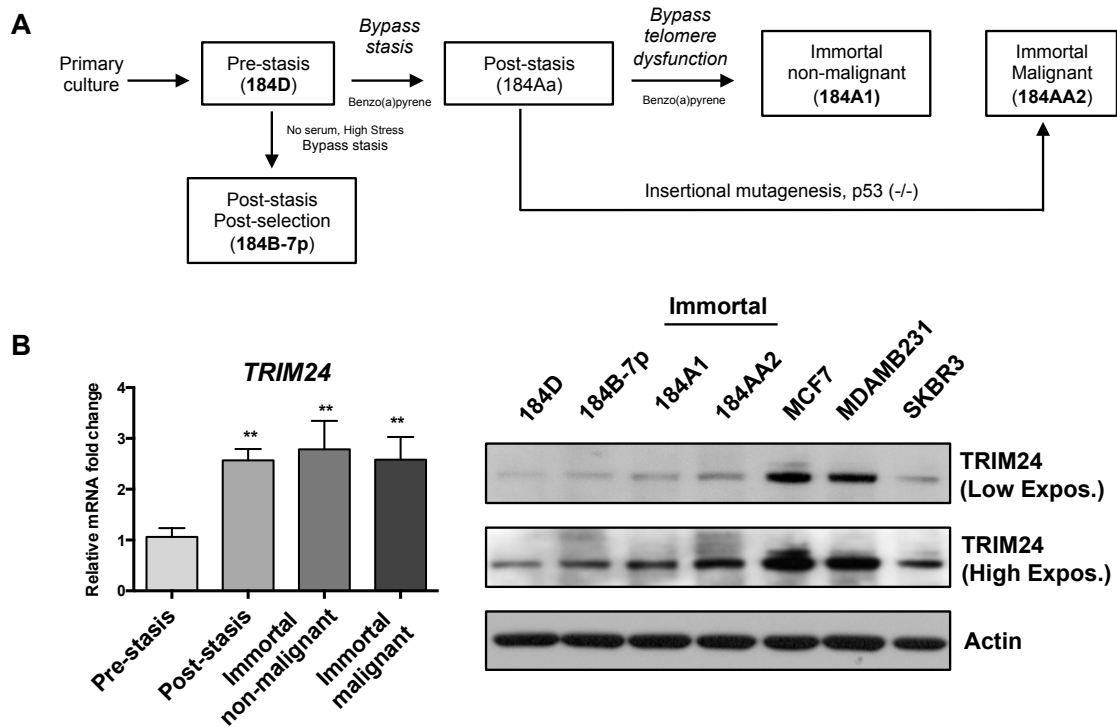 A
Primary
culture
Pre-stasis
(184D)
Bypass
stasis
Benzo(a)pyrene
Post-stasis
(184Aa)
Bypass
telomere
dysfunction
Benzo(a)pyrene
Immortal
non-malignant
(184A1)
Immortal
Malignant
(184AA2)
No serum, High Stress
Bypass stasis
Post-stasis
Post-selection
(184B-7p)
Insertional mutagenesis, p53 (-/-)
B
TRIM24
Relative mRNA fold change
4
3
2
1
0
**
**
**
Pre-stasis
Post-stasis
Immortal
non-malignant
Immortal
malignant
Immortal
184D
184B-7p
184A1
184AA2
MCF7
MDAMB231
SKBR3
TRIM24
(Low Expos.)
TRIM24
(High Expos.)
Actin